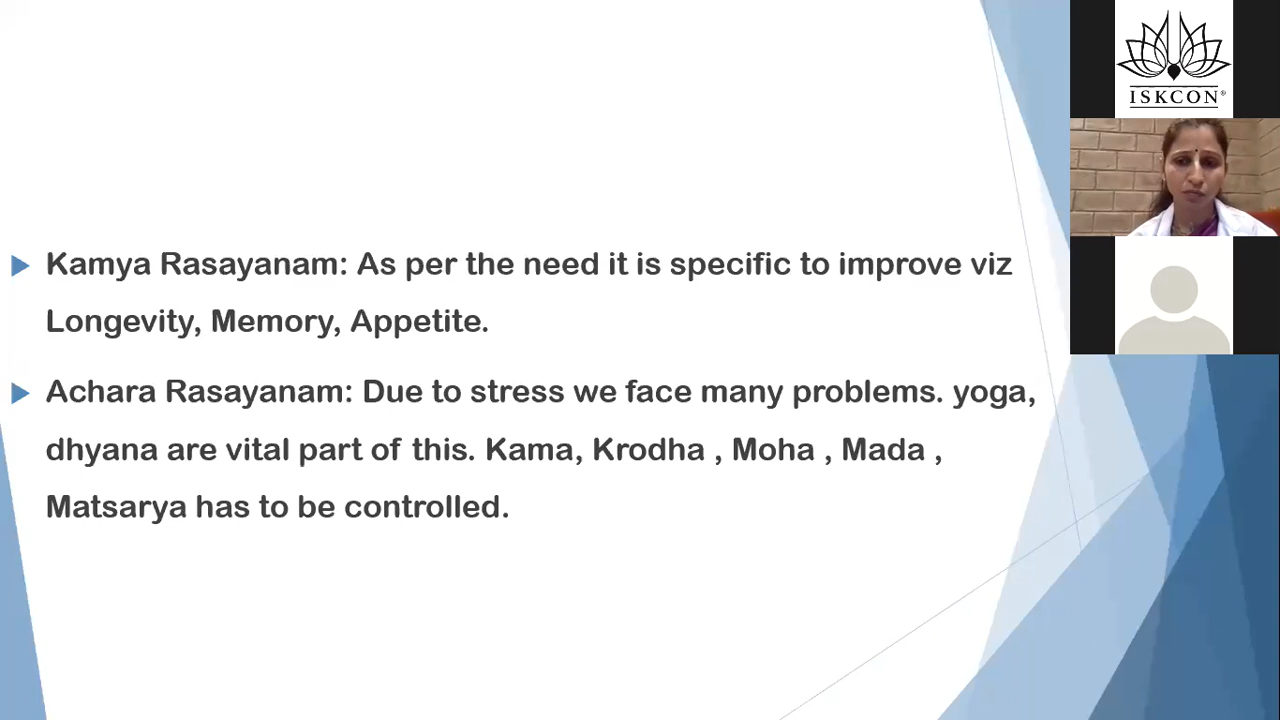 Kamya Rasayanam: As per the need it is specific to improve viz
Longevity, Memory, Appetite.
Achara Rasayanam: Due to stress we face many problems. yoga,
dhyana are vital part of this. Kama, Krodha , Moha , Mada ,
Matsarya has to be controlled.
ISKCON®